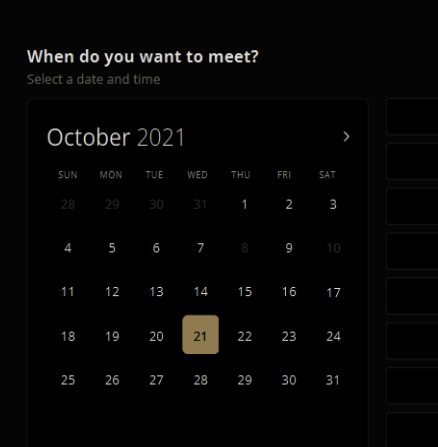 When do you want to meet?
Select a date and time
October 2021
SUN MON TUE WED THU FRI SAT
28 29 30 31 1 2 3
4 5 6 7 8 9 10
11 12 13 14 15 16 17
18 19 20 21 22 23 24
25 26 27 28 29 30 31